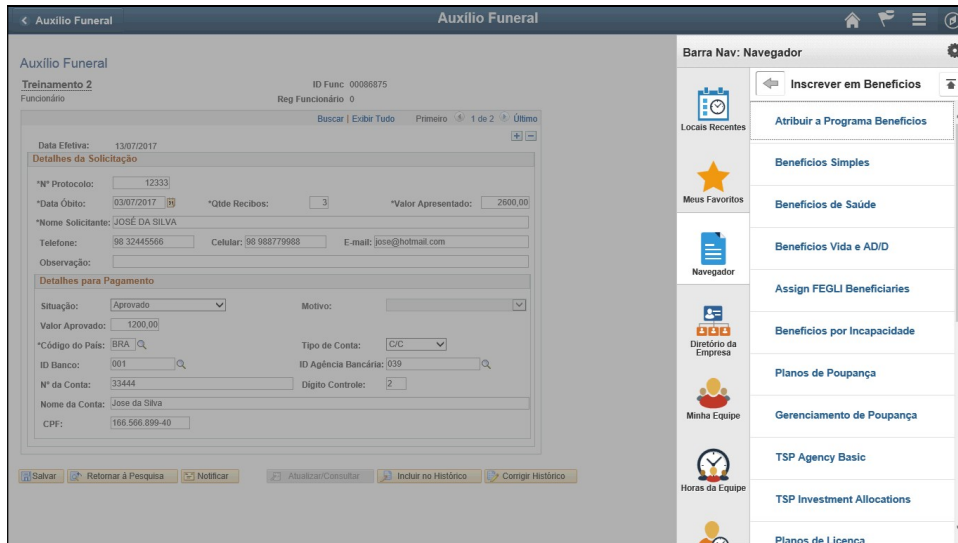 Auxílio Funeral
Auxílio Funeral
Auxílio Funeral
Treinamento 2
ID Func 00086875
Funcionário
Reg Funcionário 0
Buscar | Exibir Tudo Primeiro 1 de 2 Último
Data Efetiva: 13/07/2017
Detalhes da Solicitação
*Nº Protocolo: 12333
*Data Óbito: 03/07/2017 *Qtde Recibos: 3 *Valor Apresentado: 2600,00
*Nome Solicitante: JOSÉ DA SILVA
Telefone: 98 32445566 Celular: 98 988779988 E-mail: jose@hotmail.com
Observação:
Detalhes para Pagamento
Situação: Aprovado Motivo:
Valor Aprovado: 1200,00
*Código do País: BRA Tipo de Conta: C/C
ID Banco: 001 ID Agência Bancária: 039
Nº da Conta: 33444 Dígito Controle: 2
Nome da Conta: Jose da Silva
CPF: 166.566.899-40
Salvar Retornar à Pesquisa Notificar Atualizar/Consultar Incluir no Histórico Corrigir Histórico
Barra Nav: Navegador
Locais Recentes
Meus Favoritos
Navegador
Diretório da
Empresa
Minha Equipe
Horas da Equipe
Inscrever em Benefícios
Atribuir a Programa Benefícios
Benefícios Simples
Benefícios de Saúde
Benefícios Vida e AD/D
Assign FEGLI Beneficiaries
Benefícios por Incapacidade
Planos de Poupança
Gerenciamento de Poupança
TSP Agency Basic
TSP Investment Allocations
Planos de Licença